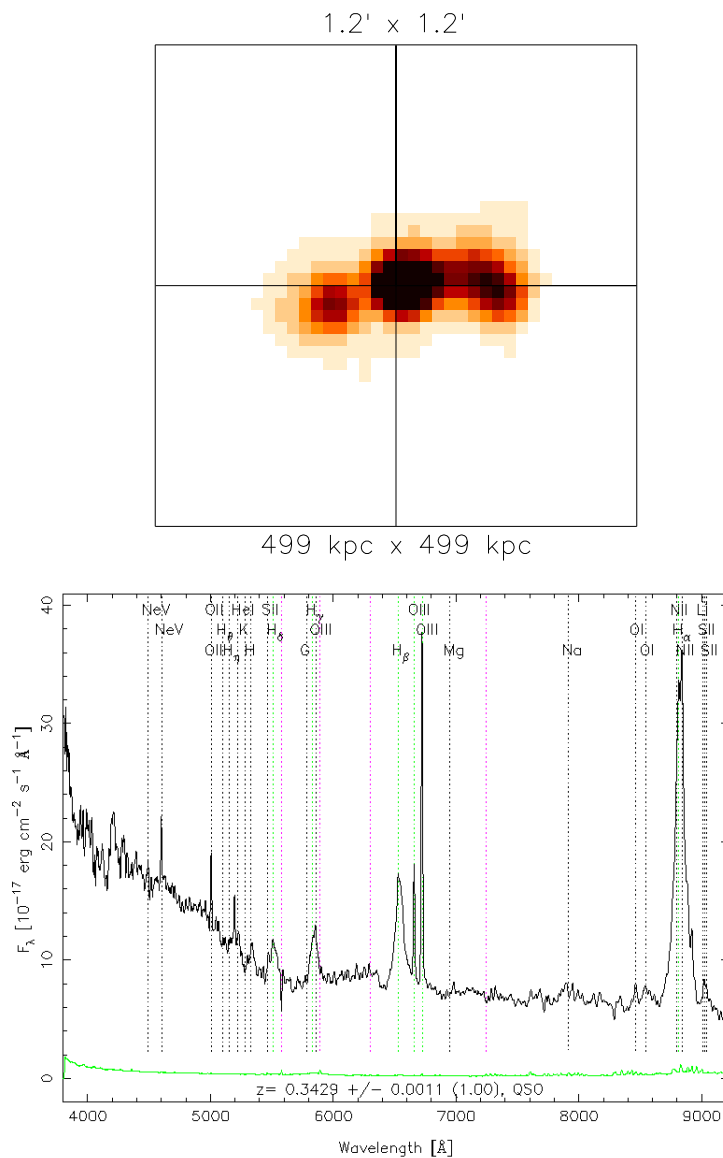 1.2' x 1.2'
499 kpc x 499 kpc
NeV OII HeI SII Hγ OIII NII Li
NeV Hθ K Hδ OIII OIII OI Hα SII
OII Hη H G Hβ Mg Na OI NII SII
40
30
20
10
0
Fλ [10⁻¹⁷ erg cm⁻² s⁻¹ Å⁻¹]
z= 0.3429 +/- 0.0011 (1.00), QSO
4000 5000 6000 7000 8000 9000
Wavelength [Å]